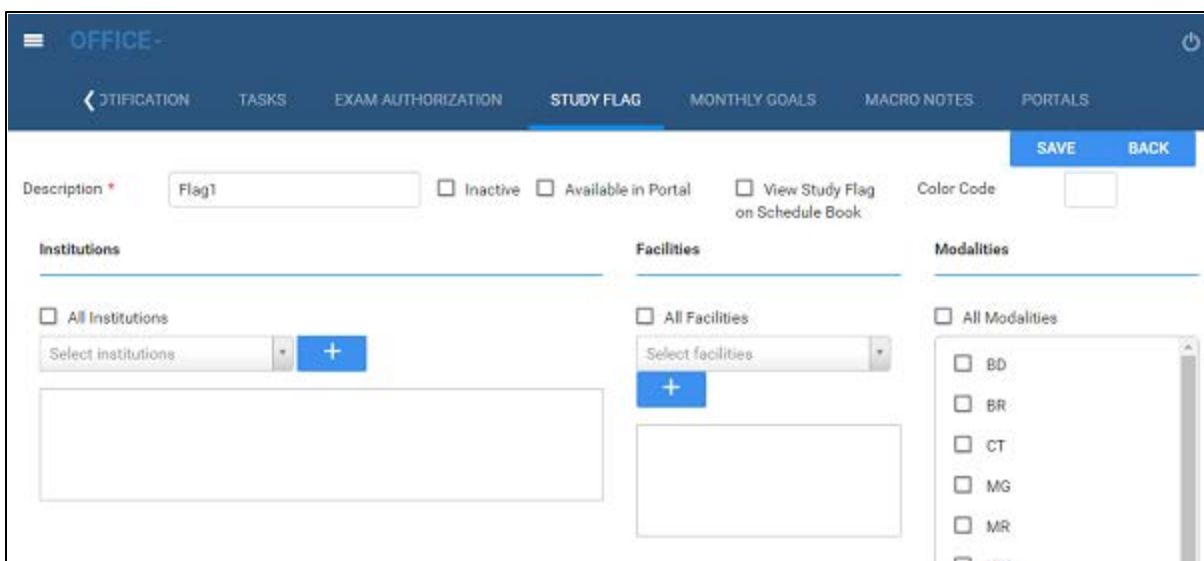 OFFICE-
OTIFICATION TASKS EXAM AUTHORIZATION STUDY FLAG MONTHLY GOALS MACRO NOTES PORTALS
SAVE BACK
Description * Flag1 Inactive Available in Portal View Study Flag on Schedule Book Color Code
Institutions Facilities Modalities
All Institutions All Facilities All Modalities
Select institutions + Select facilities
+
BD
BR
CT
MG
MR